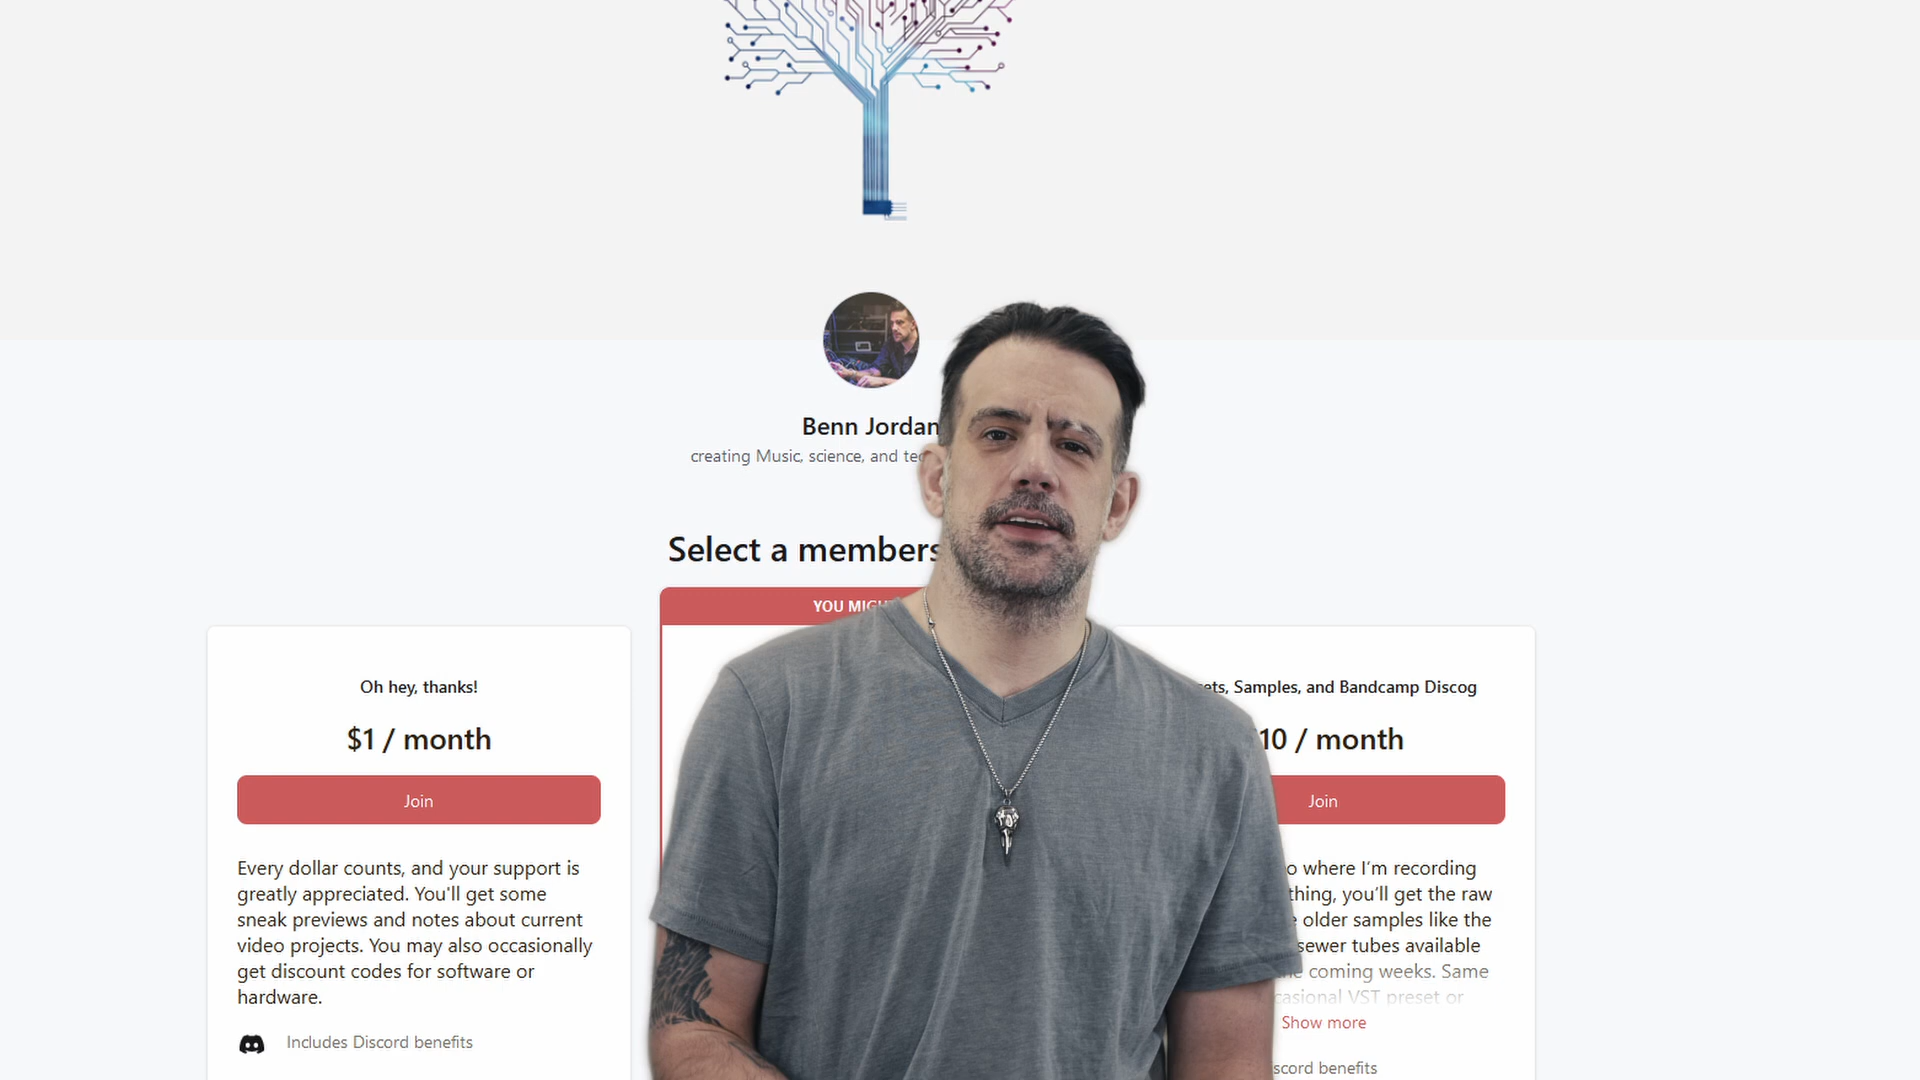 Benn Jordan
creating Music, science, and
Select a
YOU
Oh hey, thanks!
$1 / month
Join
Every dollar counts, and your support is
greatly appreciated. You'll get some
sneak previews and notes about current
video projects. You may also occasionally
get discount codes for software or
hardware.
Includes Discord benefits
Samples, and Bandcamp Discog
10 / month
Join
where I'm recording
thing, you'll get the raw
older samples like the
sewer tubes available
coming weeks. Same
VST preset or
Show more
benefits